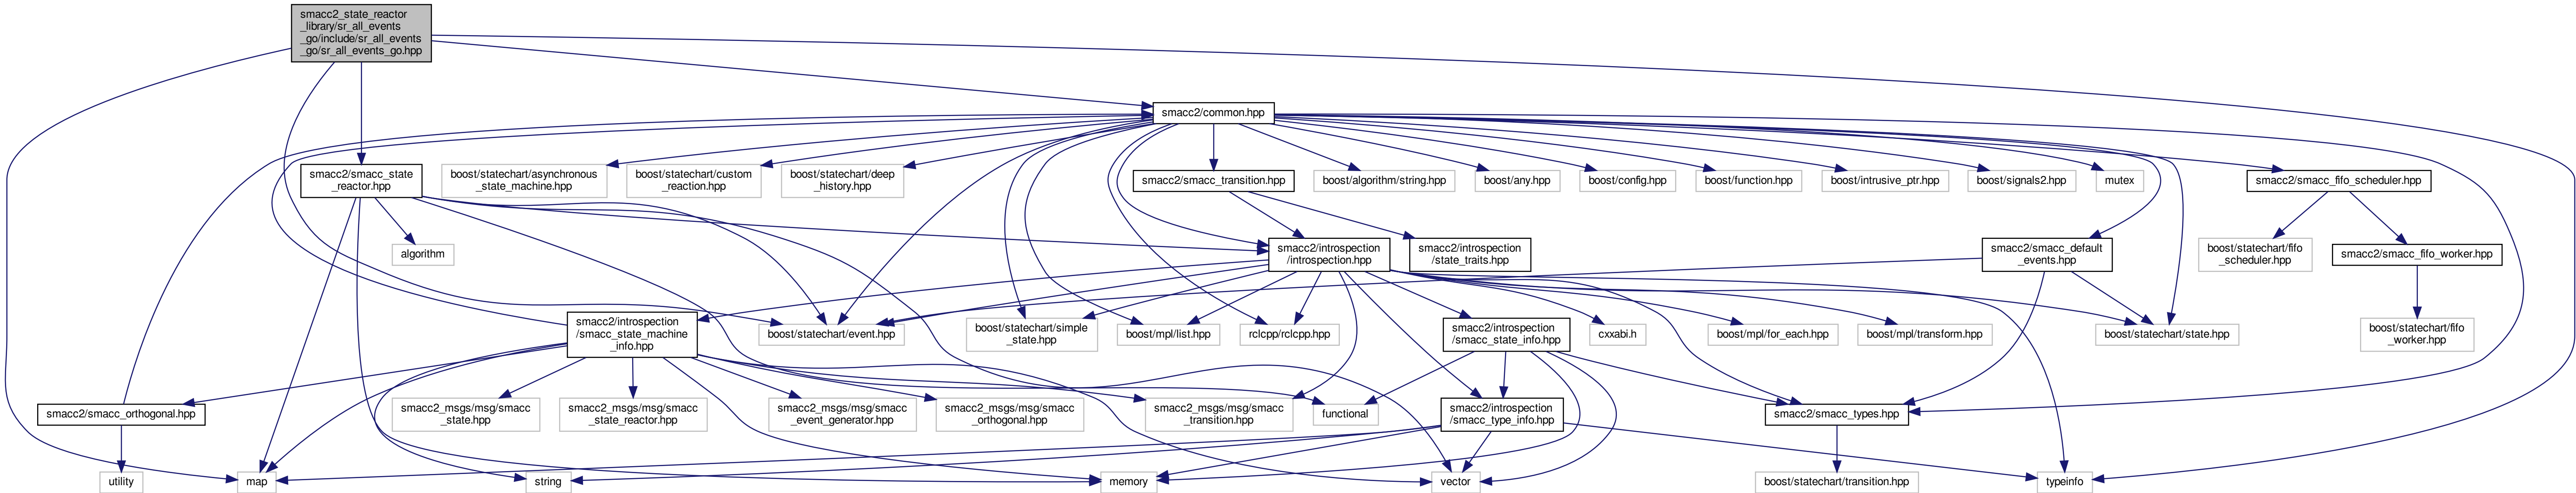 smacc2_state_reactor
_library/sr_all_events
_go/include/sr_all_events
_go/sr_all_events_go.hpp
smacc2/common.hpp
smacc2/smacc_state
_reactor.hpp
boost/statechart/asynchronous
_state_machine.hpp
boost/statechart/custom
_reaction.hpp
boost/statechart/deep
_history.hpp
smacc2/smacc_transition.hpp
boost/algorithm/string.hpp
boost/any.hpp
boost/config.hpp
boost/function.hpp
boost/intrusive_ptr.hpp
boost/signals2.hpp
mutex
smacc2/smacc_fifo_scheduler.hpp
algorithm
smacc2/introspection
/introspection.hpp
smacc2/introspection
/state_traits.hpp
smacc2/smacc_default
_events.hpp
boost/statechart/fifo
_scheduler.hpp
smacc2/smacc_fifo_worker.hpp
smacc2/introspection
/smacc_state_machine
_info.hpp
boost/statechart/event.hpp
boost/statechart/simple
_state.hpp
boost/mpl/list.hpp
rclcpp/rclcpp.hpp
smacc2/introspection
/smacc_state_info.hpp
cxxabi.h
boost/mpl/for_each.hpp
boost/mpl/transform.hpp
boost/statechart/state.hpp
boost/statechart/fifo
_worker.hpp
smacc2/smacc_orthogonal.hpp
smacc2_msgs/msg/smacc
_state.hpp
smacc2_msgs/msg/smacc
_state_reactor.hpp
smacc2_msgs/msg/smacc
_event_generator.hpp
smacc2_msgs/msg/smacc
_orthogonal.hpp
smacc2_msgs/msg/smacc
_transition.hpp
functional
smacc2/introspection
/smacc_type_info.hpp
smacc2/smacc_types.hpp
utility
map
string
memory
vector
boost/statechart/transition.hpp
typeinfo